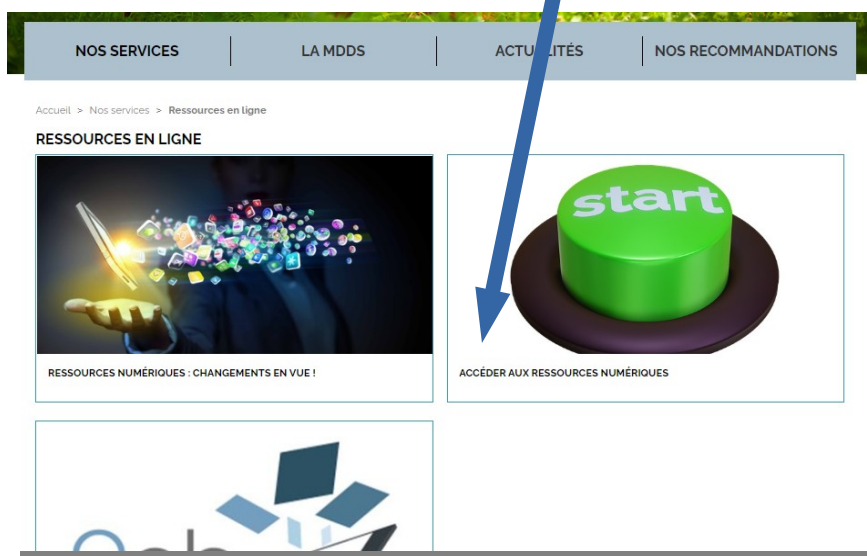 NOS SERVICES
LA MDDS
NOS RECOMMANDATIONS
Accueil > Nos services > Ressources en ligne
RESSOURCES EN LIGNE
start
RESSOURCES NUMÉRIQUES : CHANGEMENTS EN VUE !
ACCÉDER AUX RESSOURCES NUMÉRIQUES